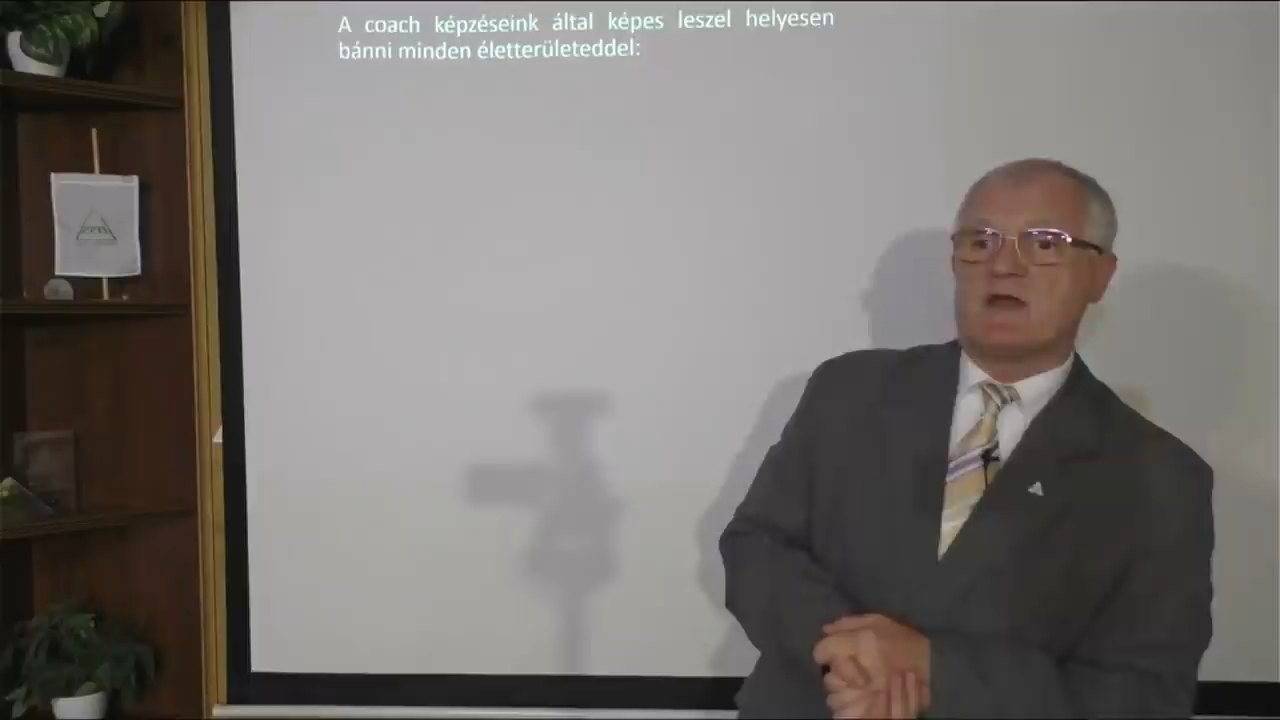 A coach képzéseink által képes leszel helyesen
bánni minden életterületeddel: